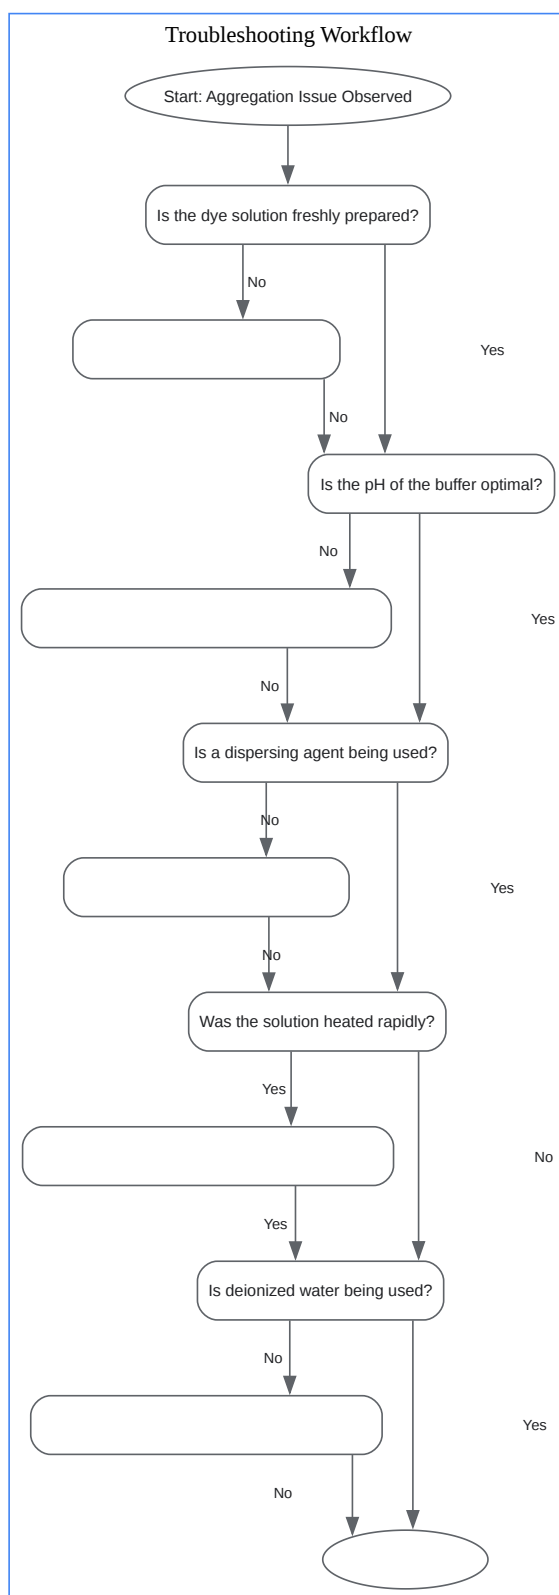 Troubleshooting Workflow
Start: Aggregation Issue Observed
Is the dye solution freshly prepared?
No
Yes
No
Is the pH of the buffer optimal?
No
Yes
No
Is a dispersing agent being used?
No
Yes
No
Was the solution heated rapidly?
Yes
No
Yes
Is deionized water being used?
No
Yes
No